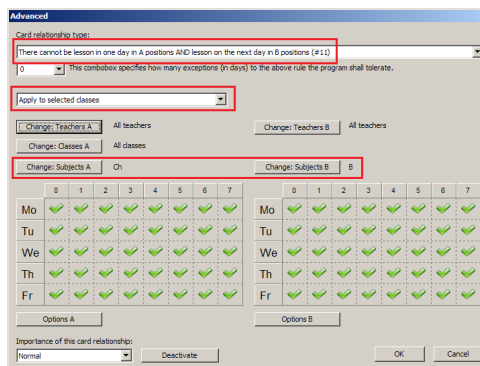 Advanced
Card relationship type:
There cannot be lesson in one day in A positions AND lesson on the next day in B positions (#11)
0 This combobox specifies how many exceptions (in days) to the above rule the program shall tolerate.
Apply to selected classes
Change: Teachers A All teachers Change: Teachers B All teachers
Change: Classes A All classes
Change: Subjects A Ch Change: Subjects B B
0 1 2 3 4 5 6 7 0 1 2 3 4 5 6 7
Mo Mo
Tu Tu
We We
Th Th
Fr Fr
Options A Options B
Importance of this card relationship:
Normal Deactivate OK Cancel